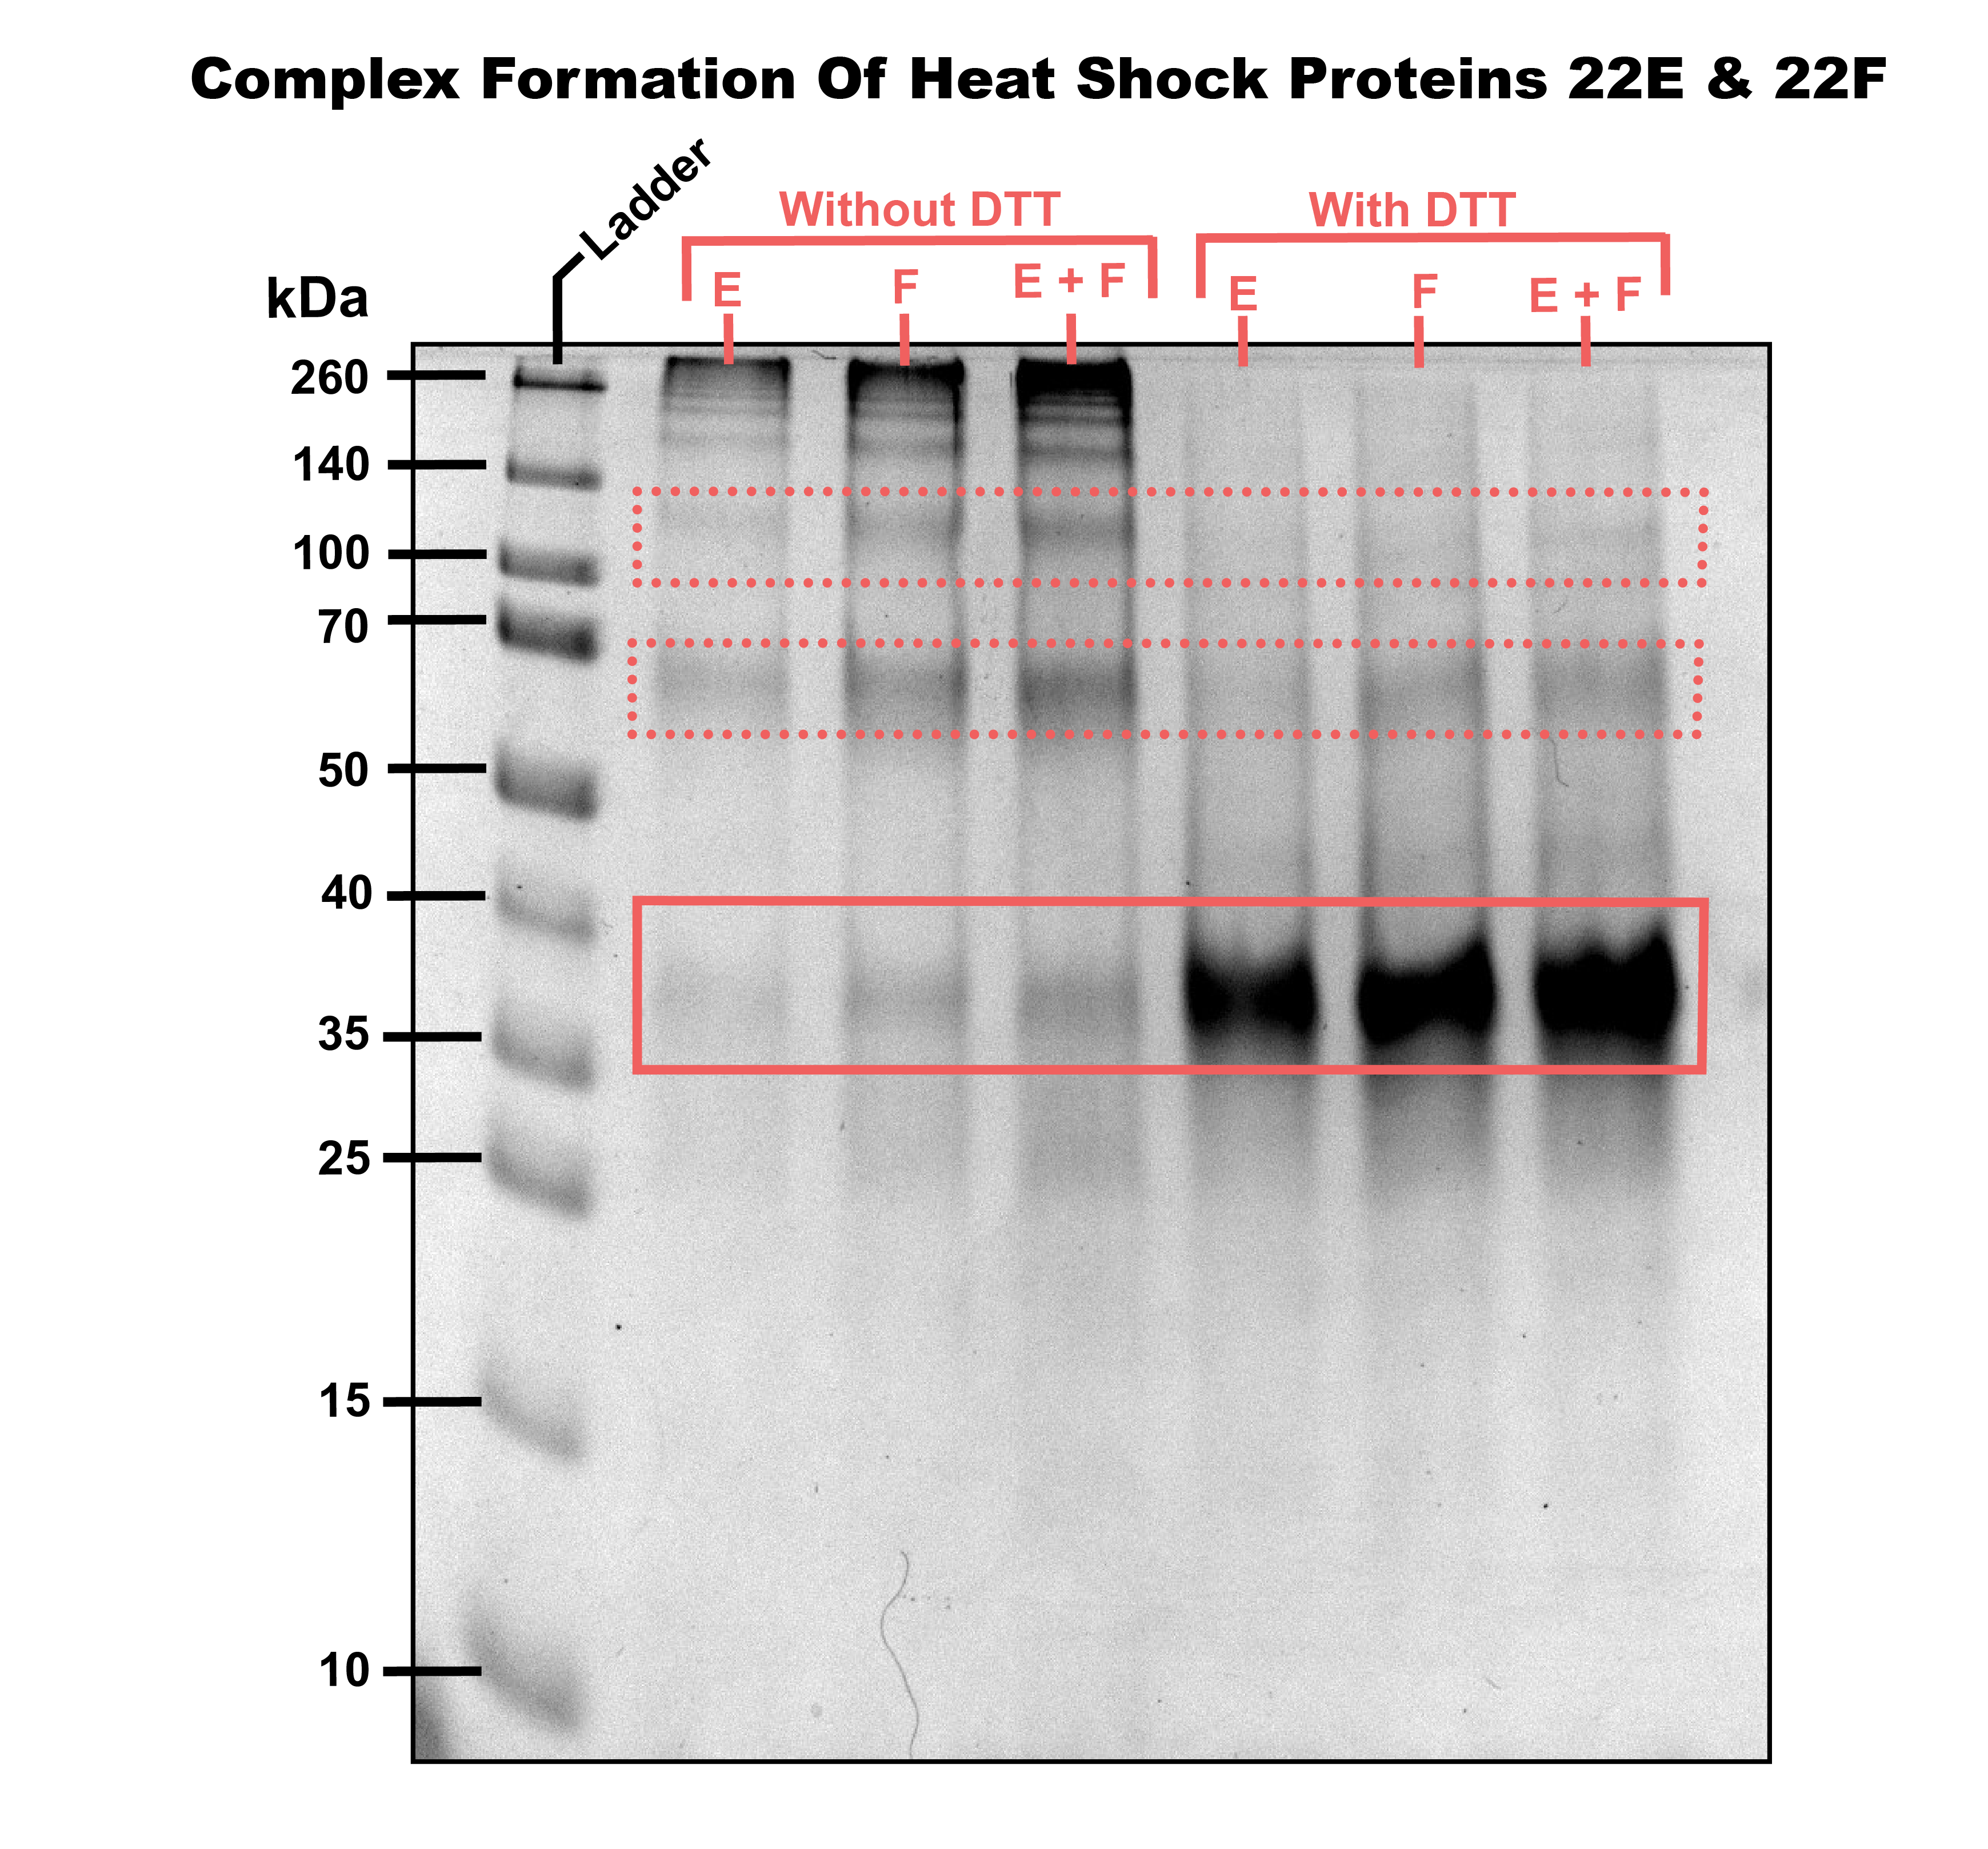 Complex Formation Of Heat Shock Proteins 22E & 22F
Ladder
Without DTT
With DTT
E
F
E + F
E
F
E + F
kDa
260
140
100
70
50
40
35
25
15
10